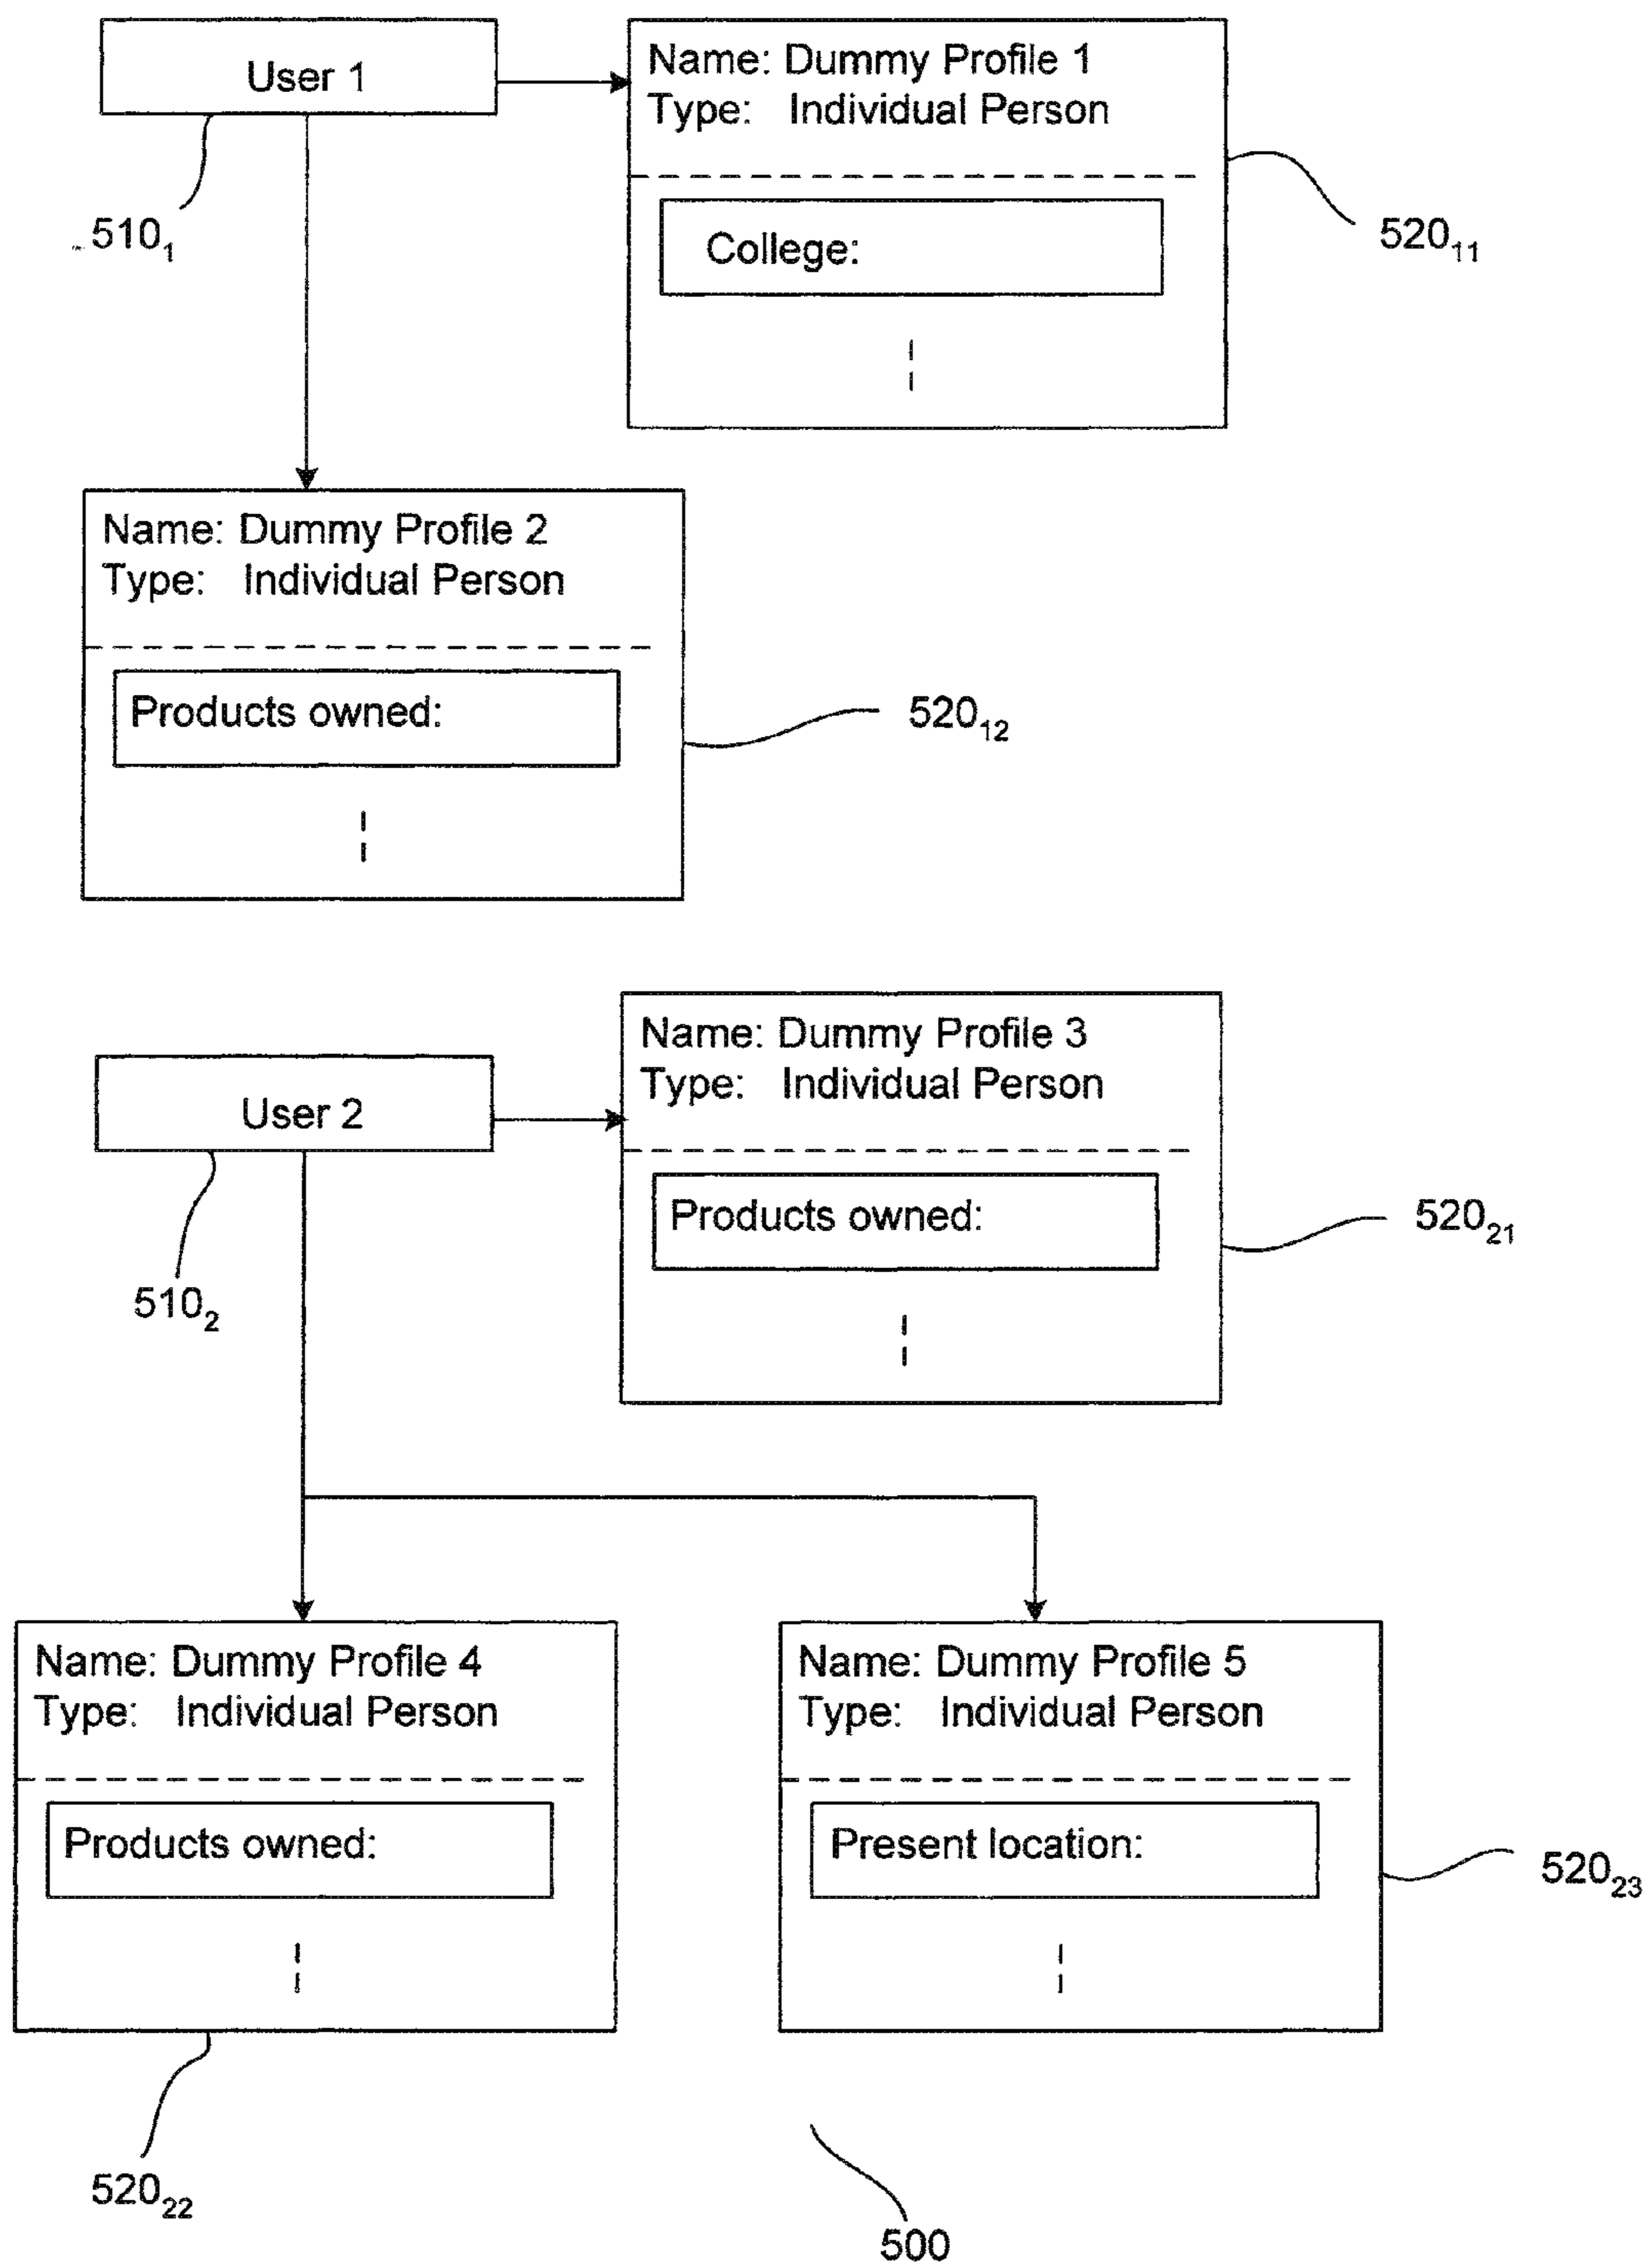 User 1
Name: Dummy Profile 1
Type: Individual Person
510₁
College:
520₁₁
Name: Dummy Profile 2
Type: Individual Person
Products owned:
520₁₂
Name: Dummy Profile 3
Type: Individual Person
User 2
Products owned:
520₂₁
510₂
Name: Dummy Profile 4
Type: Individual Person
Products owned:
Name: Dummy Profile 5
Type: Individual Person
Present location:
520₂₃
520₂₂
500